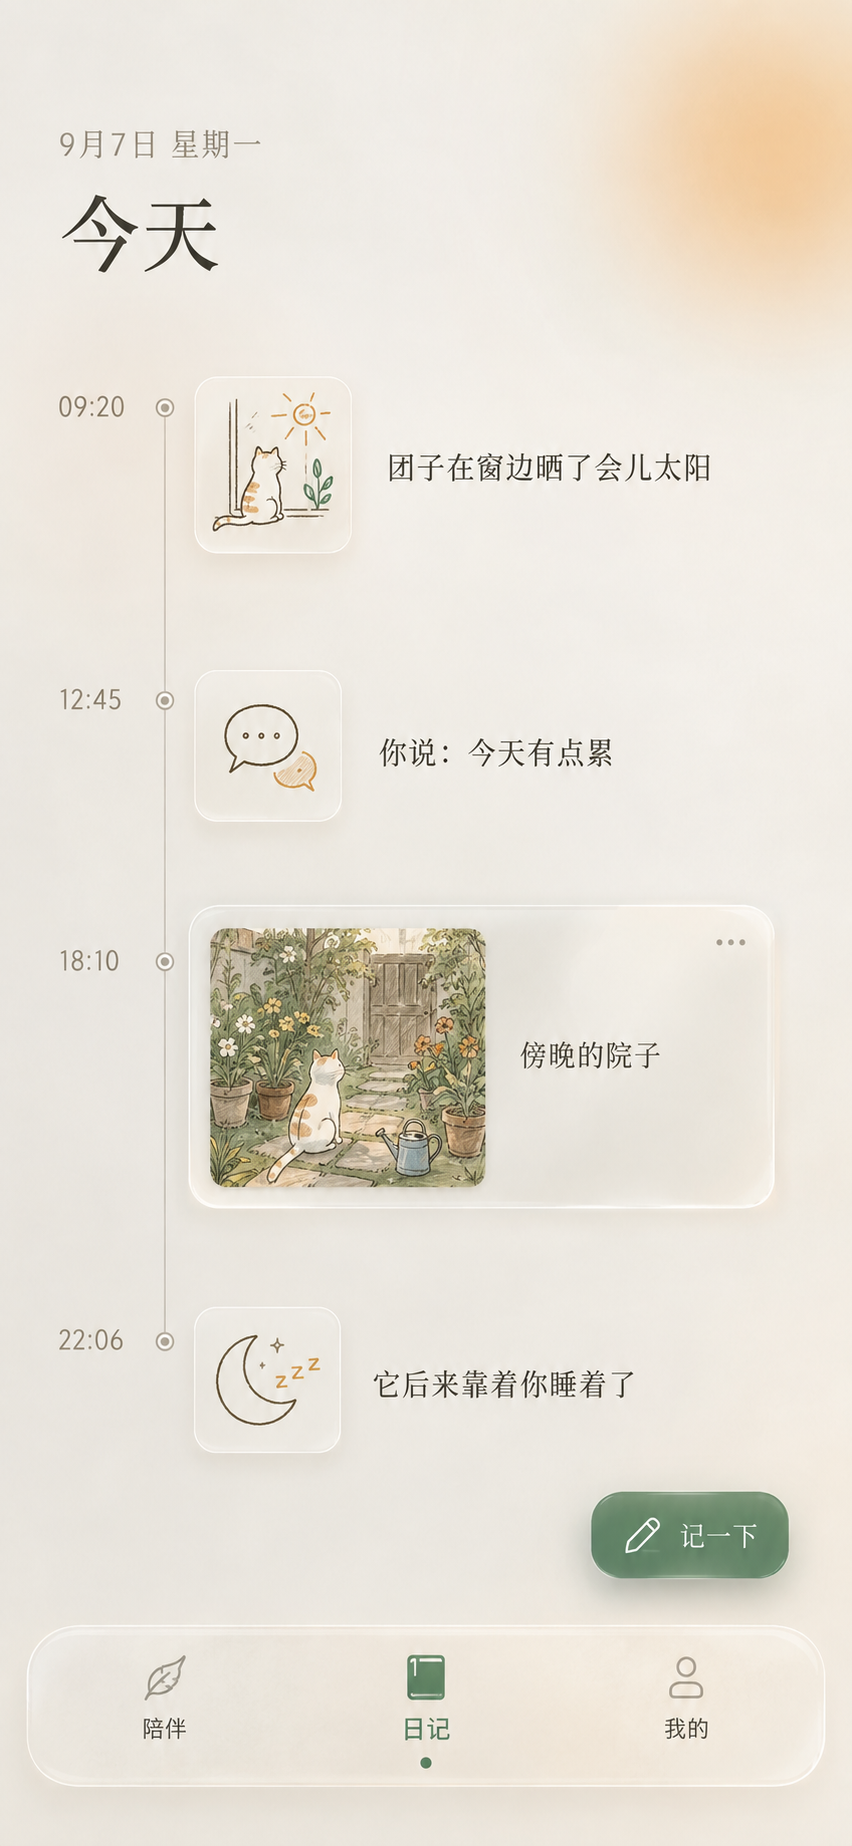 9月7日 星期一
今天
09:20
团子在窗边晒了会儿太阳
12:45
你说：今天有点累
18:10
傍晚的院子
22:06
zzz
它后来靠着你睡着了
记一下
陪伴
日记
我的